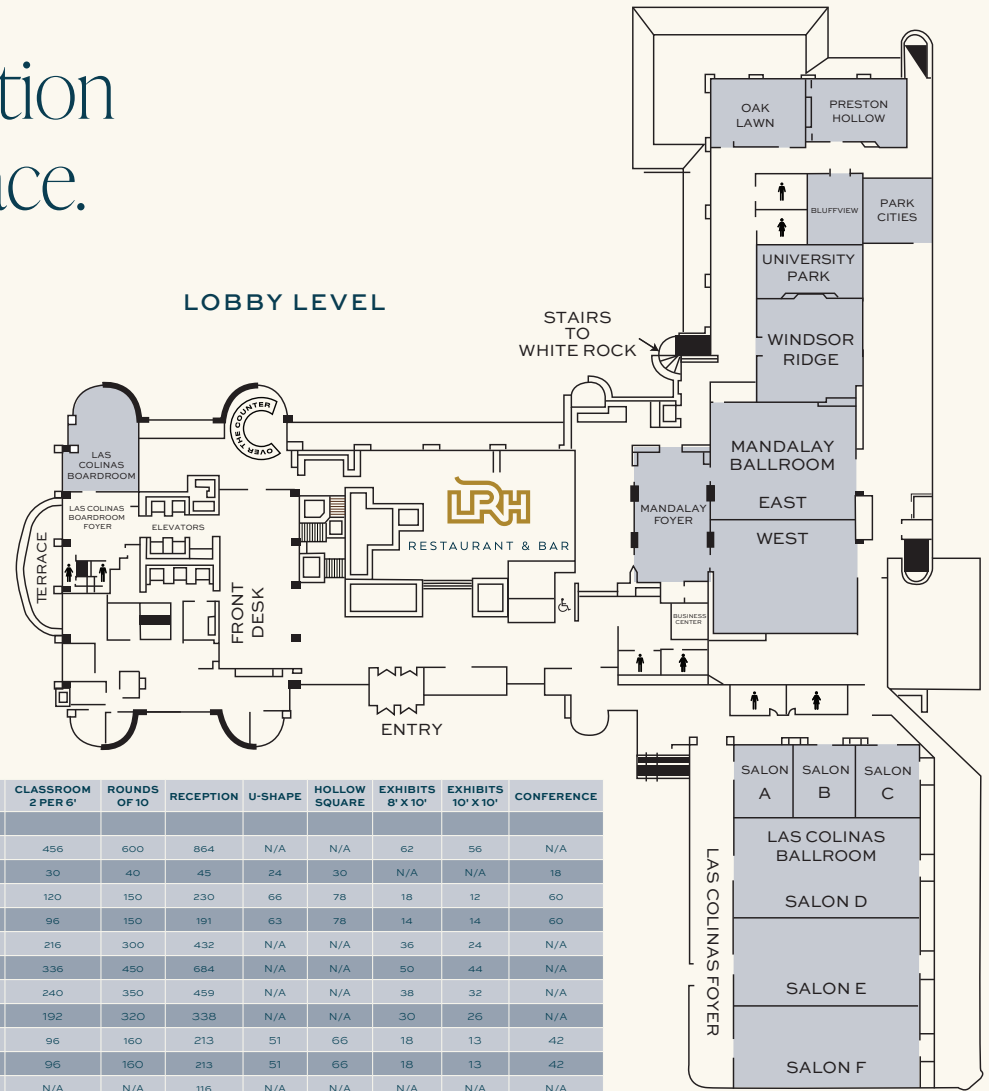 tion
ace.
LOBBY LEVEL
OAK
LAWN
PRESTON
HOLLOW
BLUFFVIEW
PARK
CITIES
UNIVERSITY
PARK
STAIRS
TO
WHITE ROCK
WINDSOR
RIDGE
OVER THE COUNTER
LAS
COLINAS
BOARDROOM
MANDALAY
BALLROOM
EAST
WEST
MANDALAY
FOYER
LRH
RESTAURANT & BAR
LAS COLINAS
BOARDROOM
FOYER
ELEVATORS
TERRACE
FRONT
DESK
BUSINESS
CENTER
ENTRY
SALON
A
SALON
B
SALON
C
LAS COLINAS
BALLROOM
SALON D
SALON E
SALON F
LAS COLINAS FOYER
CLASSROOM 2 PER 6' ROUNDS OF 10 RECEPTION U-SHAPE HOLLOW SQUARE EXHIBITS 8' X 10' EXHIBITS 10' X 10' CONFERENCE
456 600 864 N/A N/A 62 56 N/A
30 40 45 24 30 N/A N/A 18
120 150 230 66 78 18 12 60
96 150 191 63 78 14 14 60
216 300 432 N/A N/A 36 24 N/A
336 450 684 N/A N/A 50 44 N/A
240 350 459 N/A N/A 38 32 N/A
192 320 338 N/A N/A 30 26 N/A
96 160 213 51 66 18 13 42
96 160 213 51 66 18 13 42
N/A N/A 116 N/A N/A N/A N/A N/A